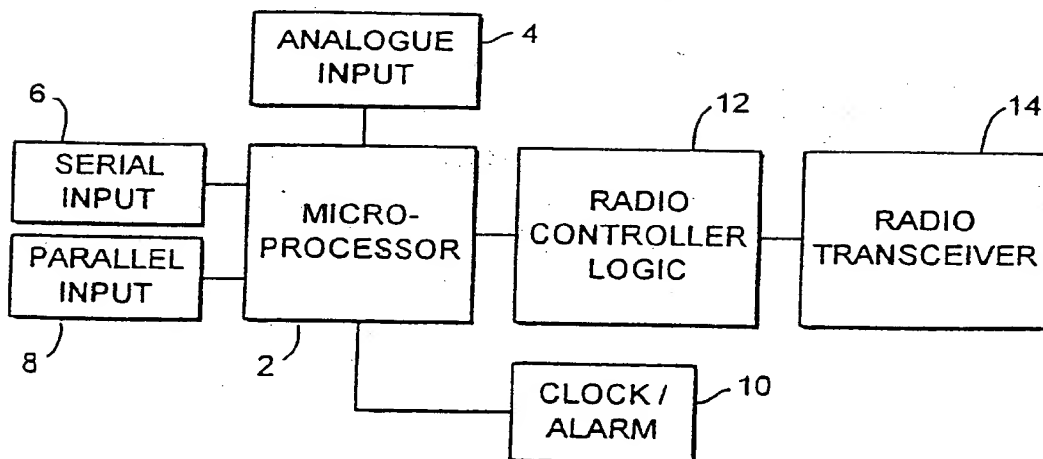 ANALOGUE
INPUT
4
6
SERIAL
INPUT
PARALLEL
INPUT
8
MICRO-
PROCESSOR
2
12
RADIO
CONTROLLER
LOGIC
14
RADIO
TRANSCEIVER
CLOCK /
ALARM
10